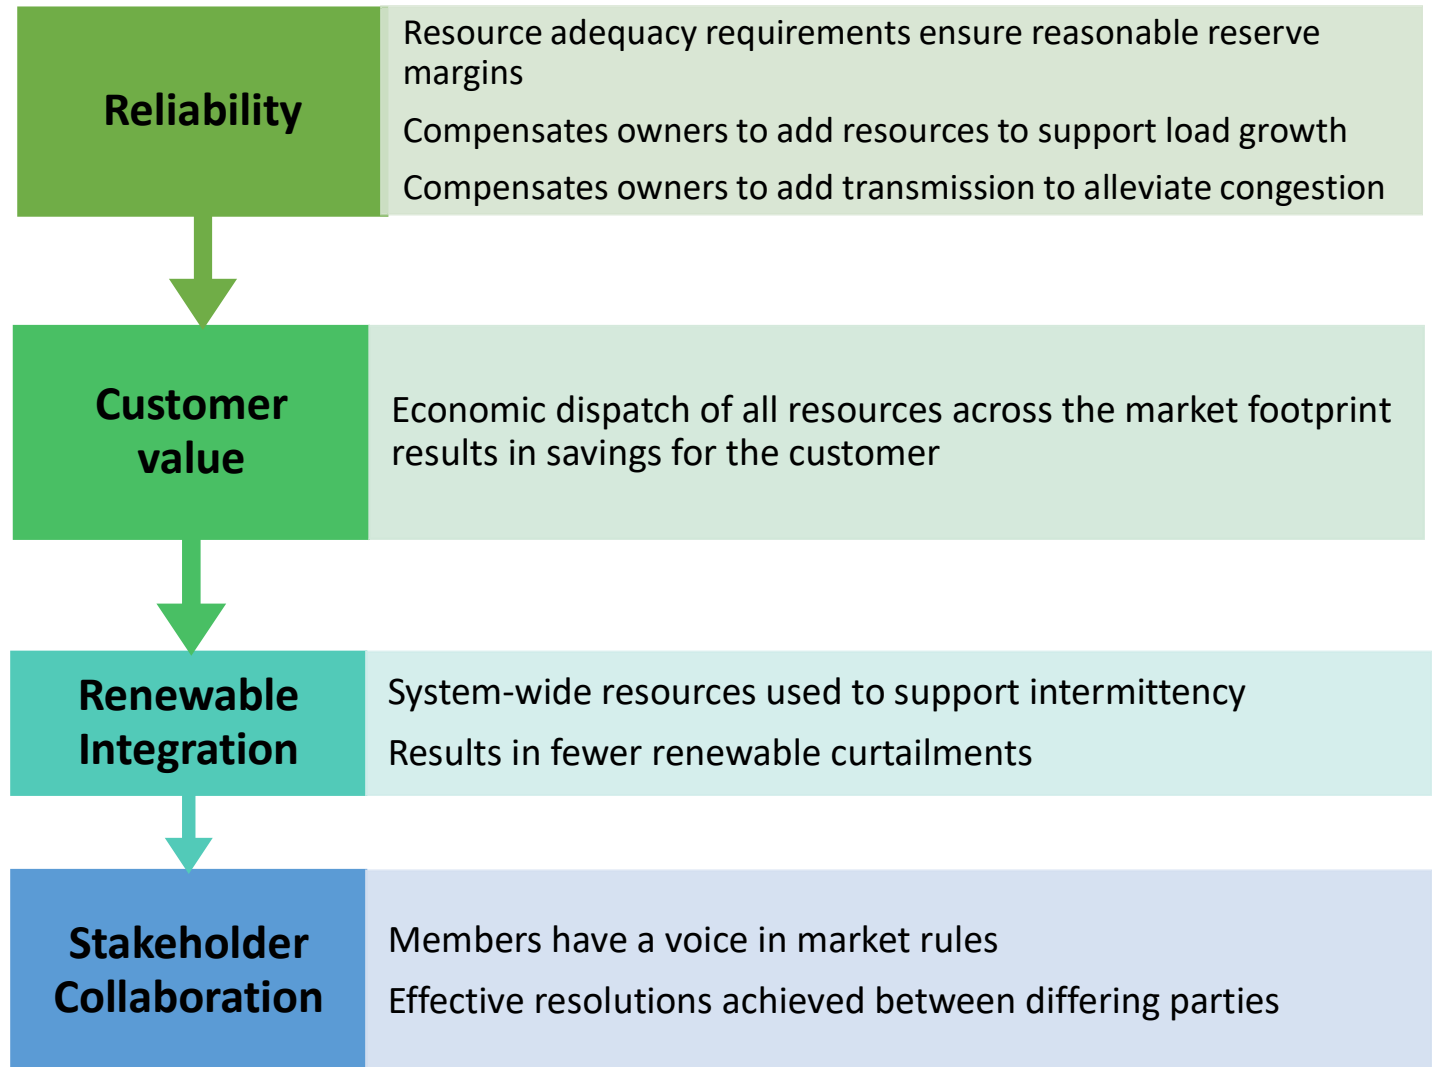 Reliability
Resource adequacy requirements ensure reasonable reserve
margins
Compensates owners to add resources to support load growth
Compensates owners to add transmission to alleviate congestion
Customer
value
Economic dispatch of all resources across the market footprint
results in savings for the customer
Renewable
Integration
System-wide resources used to support intermittency
Results in fewer renewable curtailments
Stakeholder
Collaboration
Members have a voice in market rules
Effective resolutions achieved between differing parties